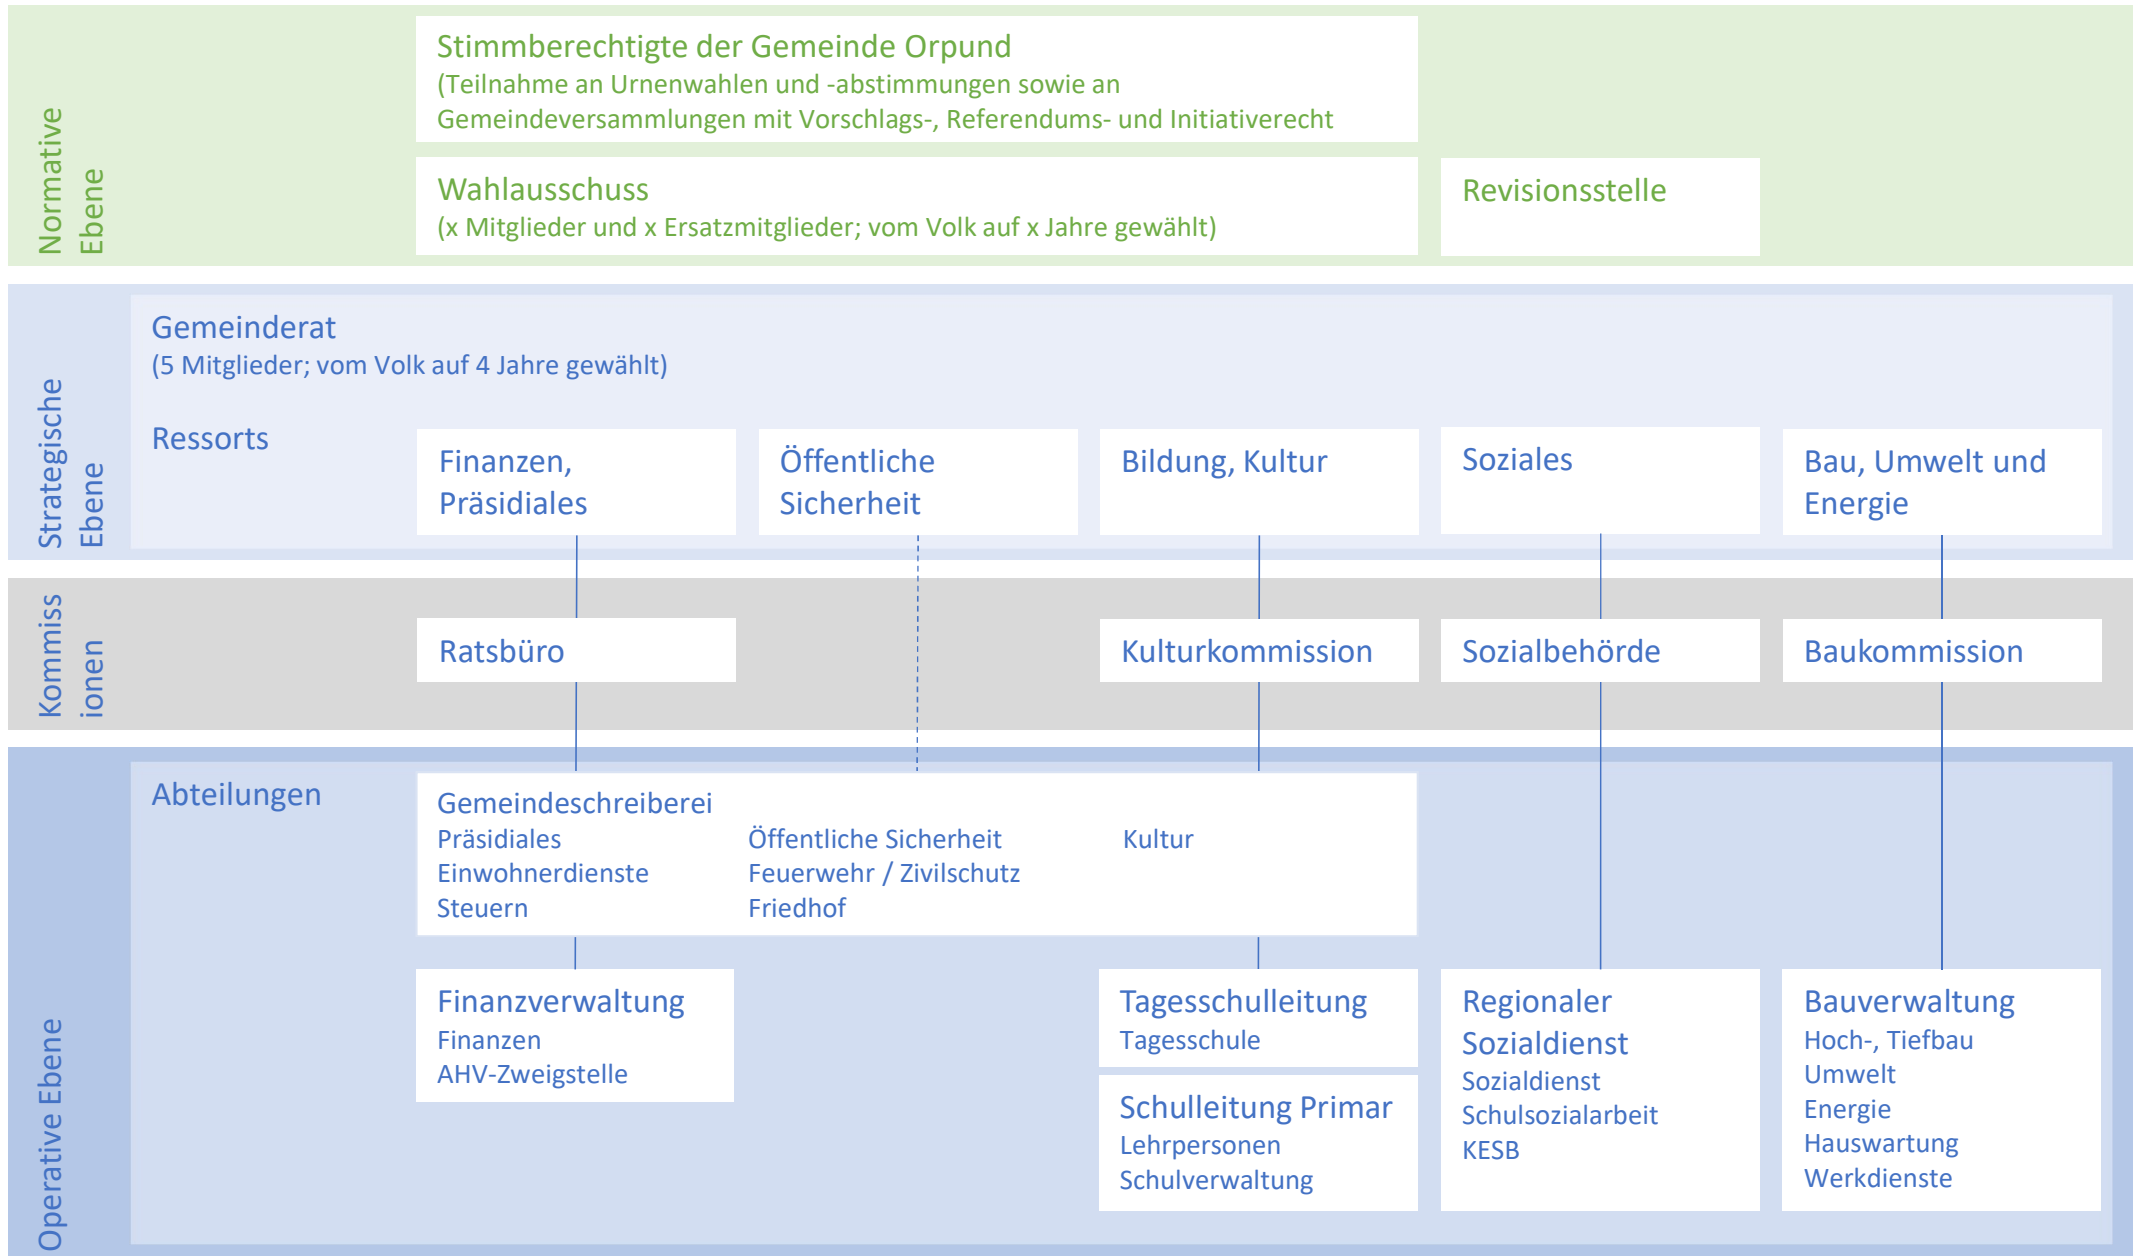 Normative
Ebene
Stimmberechtigte der Gemeinde Orpund
(Teilnahme an Urnenwahlen und -abstimmungen sowie an
Gemeindeversammlungen mit Vorschlags-, Referendums- und Initiativerecht
Wahlausschuss
(x Mitglieder und x Ersatzmitglieder; vom Volk auf x Jahre gewählt)
Revisionsstelle
Strategische
Ebene
Gemeinderat
(5 Mitglieder; vom Volk auf 4 Jahre gewählt)
Ressorts
Finanzen,
Präsidiales
Öffentliche
Sicherheit
Bildung, Kultur
Soziales
Bau, Umwelt und
Energie
Kommiss
ionen
Ratsbüro
Kulturkommission
Sozialbehörde
Baukommission
Operative Ebene
Abteilungen
Gemeindeschreiberei
Präsidiales
Einwohnerdienste
Steuern
Öffentliche Sicherheit
Feuerwehr / Zivilschutz
Friedhof
Kultur
Finanzverwaltung
Finanzen
AHV-Zweigstelle
Tagesschulleitung
Tagesschule
Schulleitung Primar
Lehrpersonen
Schulverwaltung
Regionaler
Sozialdienst
Sozialdienst
Schulsozialarbeit
KESB
Bauverwaltung
Hoch-, Tiefbau
Umwelt
Energie
Hauswartung
Werkdienste